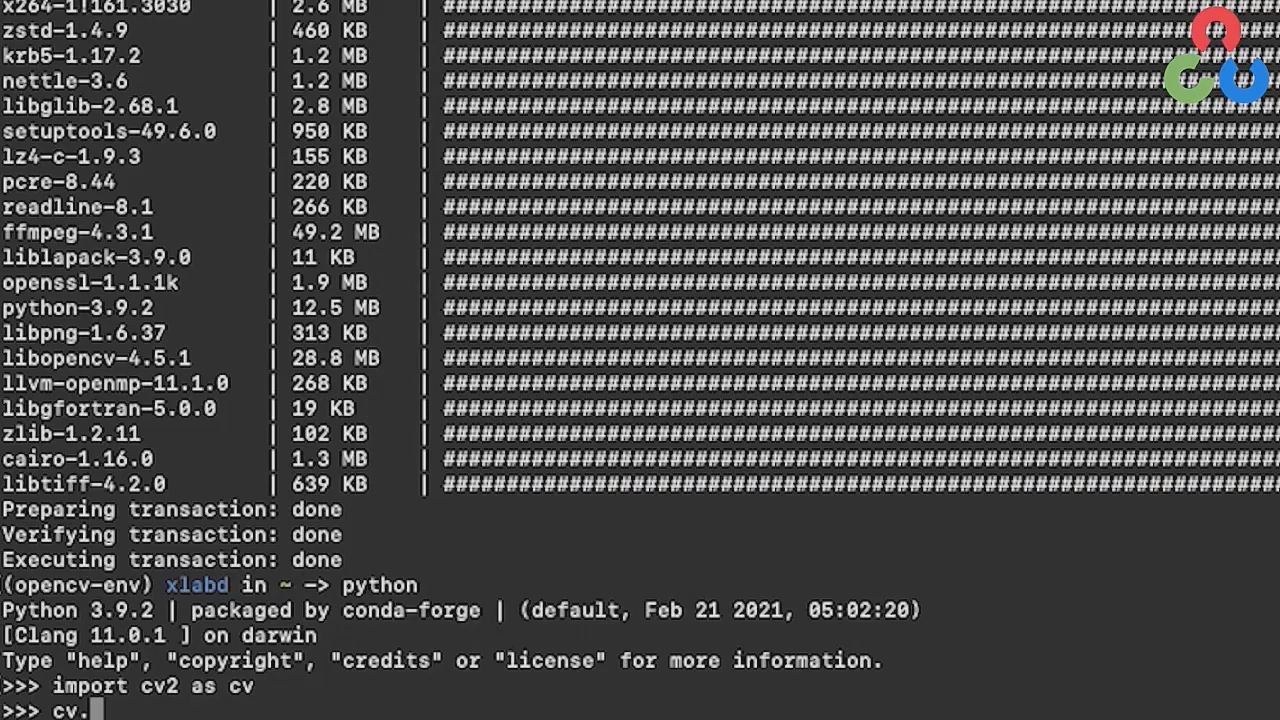 x264-1!161.3030 | 2.6 MB | ##################################################################
zstd-1.4.9 | 460 KB | ##################################################################
krb5-1.17.2 | 1.2 MB | ##################################################################
nettle-3.6 | 1.2 MB | ##################################################################
libglib-2.68.1 | 2.8 MB | ##################################################################
setuptools-49.6.0 | 950 KB | ##################################################################
lz4-c-1.9.3 | 155 KB | ##################################################################
pcre-8.44 | 220 KB | ##################################################################
readline-8.1 | 266 KB | ##################################################################
ffmpeg-4.3.1 | 49.2 MB | ##################################################################
liblapack-3.9.0 | 11 KB | ##################################################################
openssl-1.1.1k | 1.9 MB | ##################################################################
python-3.9.2 | 12.5 MB | ##################################################################
libpng-1.6.37 | 313 KB | ##################################################################
libopencv-4.5.1 | 28.8 MB | ##################################################################
llvm-openmp-11.1.0 | 268 KB | ##################################################################
libgfortran-5.0.0 | 19 KB | ##################################################################
zlib-1.2.11 | 102 KB | ##################################################################
cairo-1.16.0 | 1.3 MB | ##################################################################
libtiff-4.2.0 | 639 KB | ##################################################################
Preparing transaction: done
Verifying transaction: done
Executing transaction: done
(opencv-env) xlabd in ~ -> python
Python 3.9.2 | packaged by conda-forge | (default, Feb 21 2021, 05:02:20)
[Clang 11.0.1 ] on darwin
Type "help", "copyright", "credits" or "license" for more information.
>>> import cv2 as cv
>>> cv.